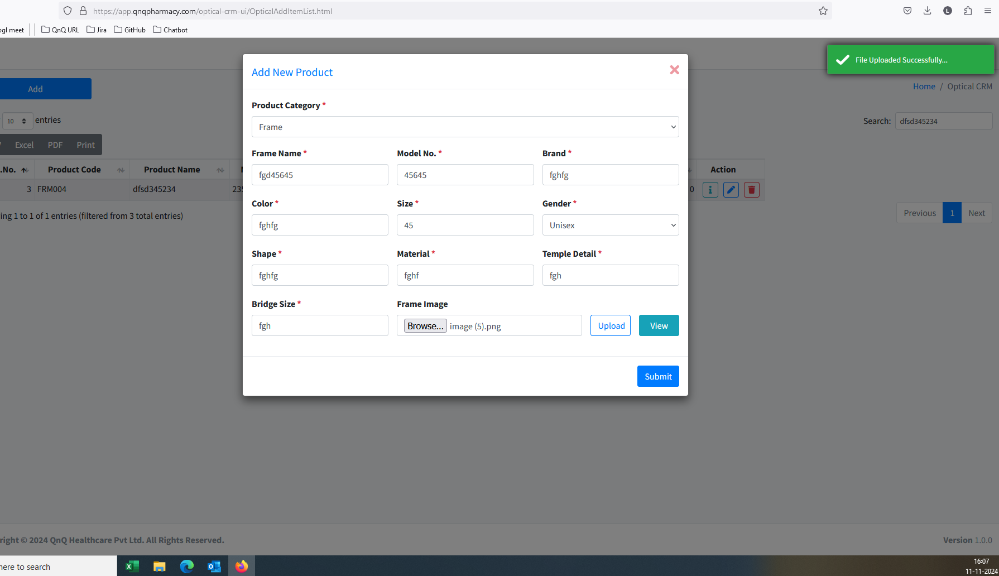 https://app.qnqpharmacy.com/optical-crm-ui/OpticalAddItemList.html
L
ogl meet
QnQ URL
Jira
GitHub
Chatbot
File Uploaded Successfully...
Add New Product
Add
Home / Optical CRM
Product Category *
Frame
10
entries
Search:
dfsd345234
Excel
PDF
Print
Frame Name *
Model No. *
Brand *
fgd45645
45645
fghfg
.No.
Product Code
Product Name
Action
3
FRM004
dfsd345234
235
0
Color *
Size *
Gender *
fghfg
45
Unisex
ing 1 to 1 of 1 entries (filtered from 3 total entries)
Previous
1
Next
Shape *
Material *
Temple Detail *
fghfg
fghf
fgh
Bridge Size *
Frame Image
fgh
Browse...
image (5).png
Upload
View
Submit
right © 2024 QnQ Healthcare Pvt Ltd. All Rights Reserved.
Version 1.0.0
here to search
16:07
11-11-2024